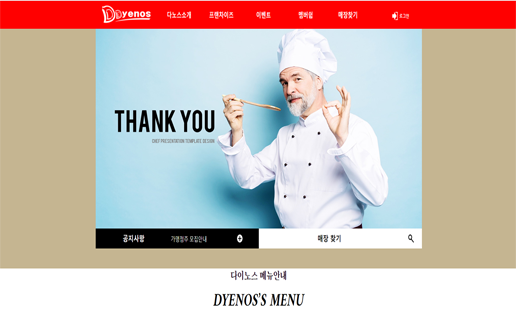 Dyenos 다노스소개 프랜차이즈 이벤트 멤버쉽 매장찾기 로그인
THANK YOU
CHEF PRESENTATION TEMPLATE DESIGN
공지사항 가맹점주 모집안내 매장 찾기
다이노스 메뉴안내
DYENOS'S MENU